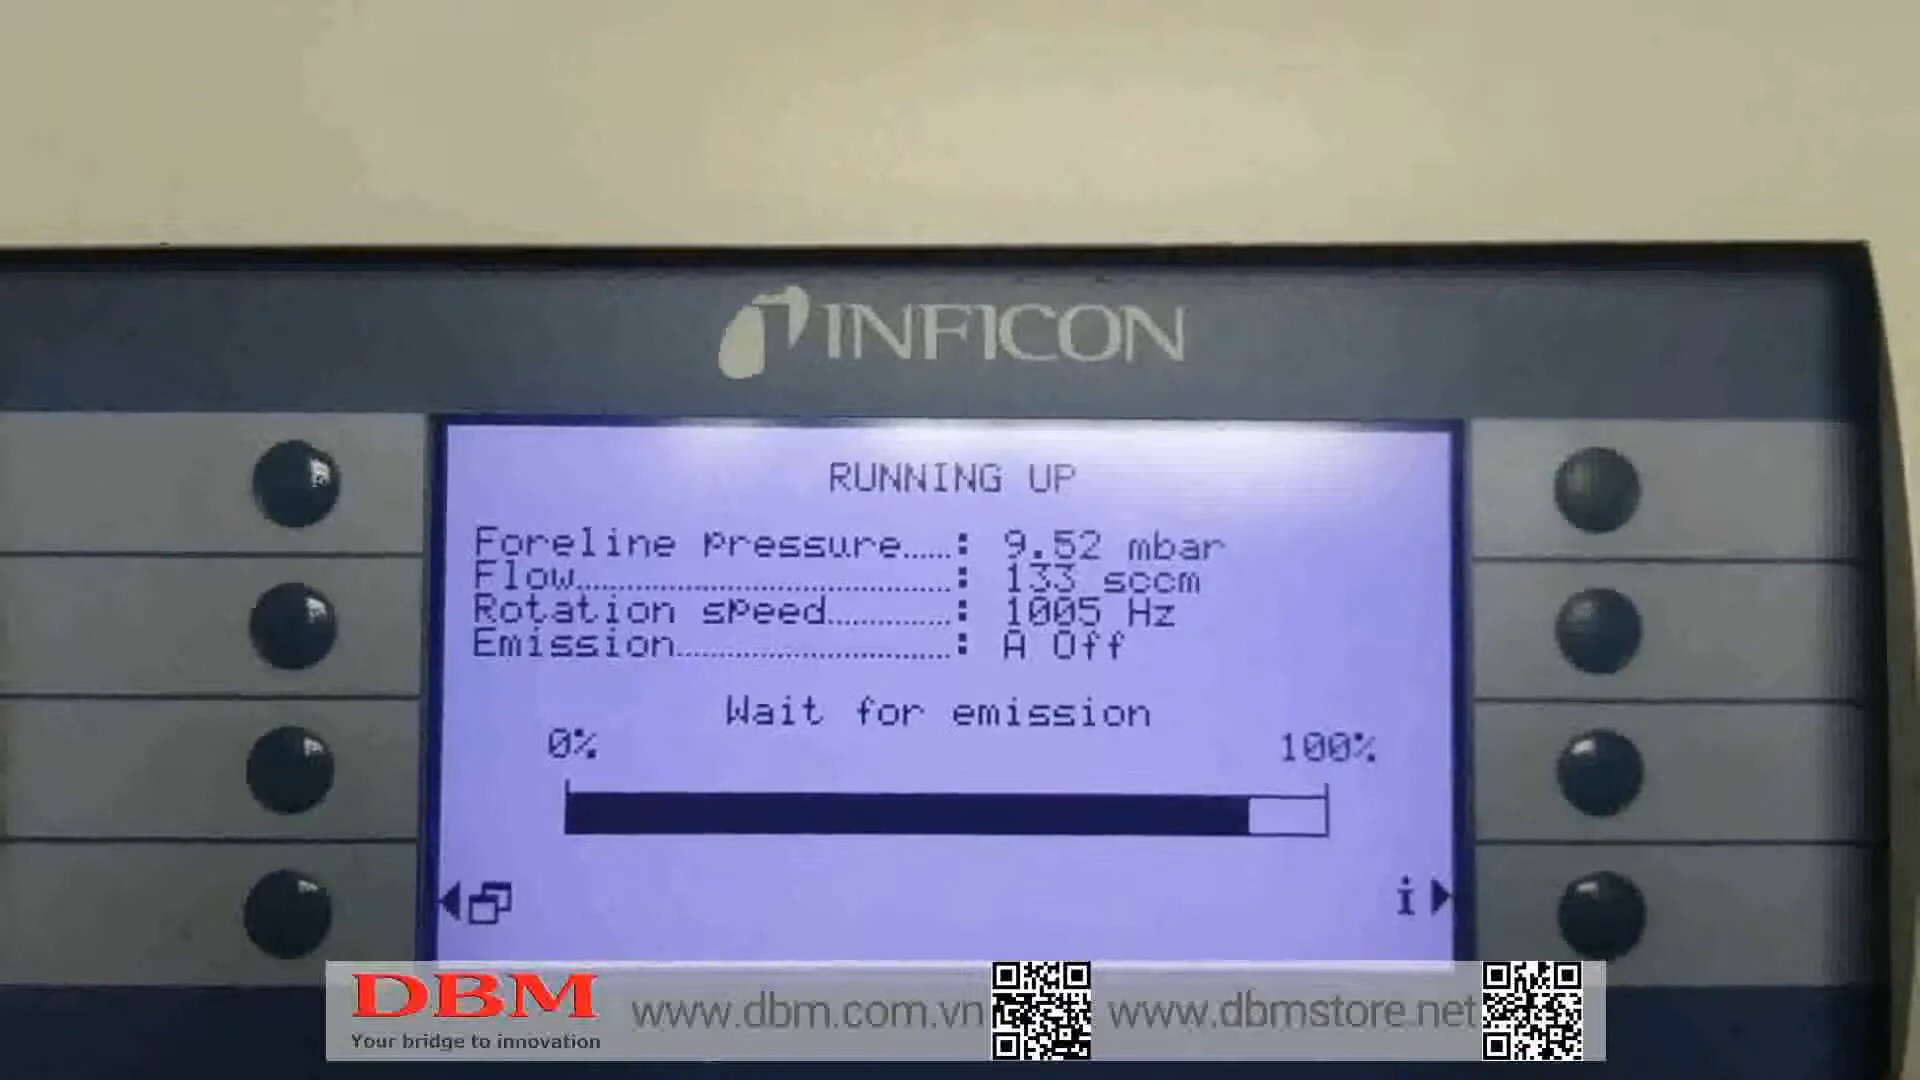 INFICON
RUNNING UP
Foreline pressure.....: 9.52 mbar
Flow...............................: 133 sccm
Rotation speed............: 1005 Hz
Emission.......................: A Off
Wait for emission
0% 100%
i
DBM
Your bridge to innovation
www.dbm.com.vn
www.dbmstore.net